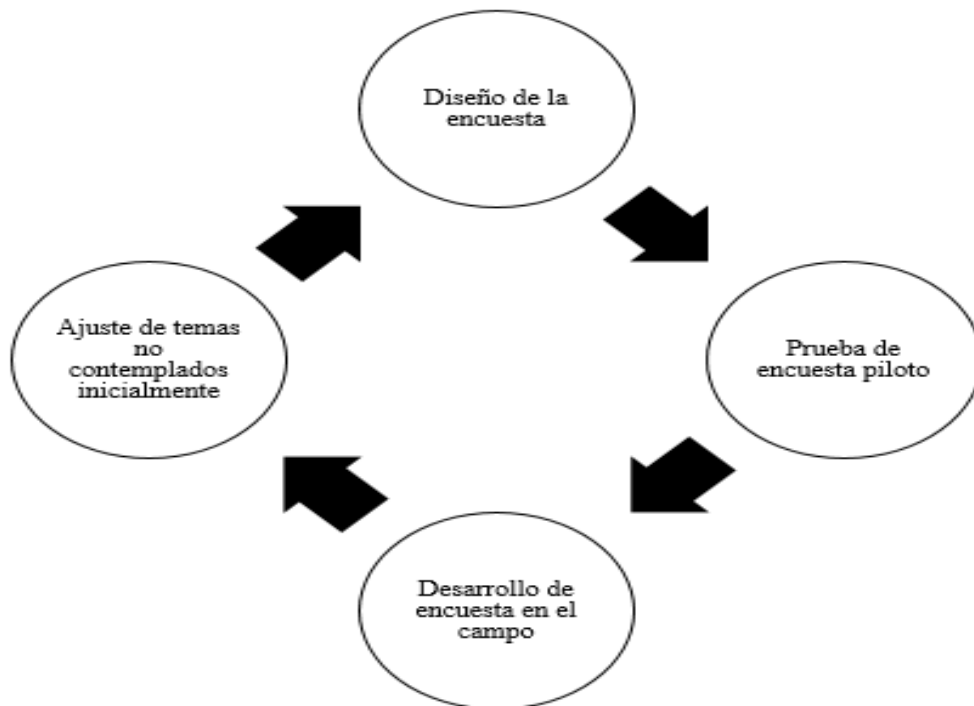 Diseño de la
encuesta
Prueba de
encuesta piloto
Desarrollo de
encuesta en el
campo
Ajuste de temas
no
contemplados
inicialmente